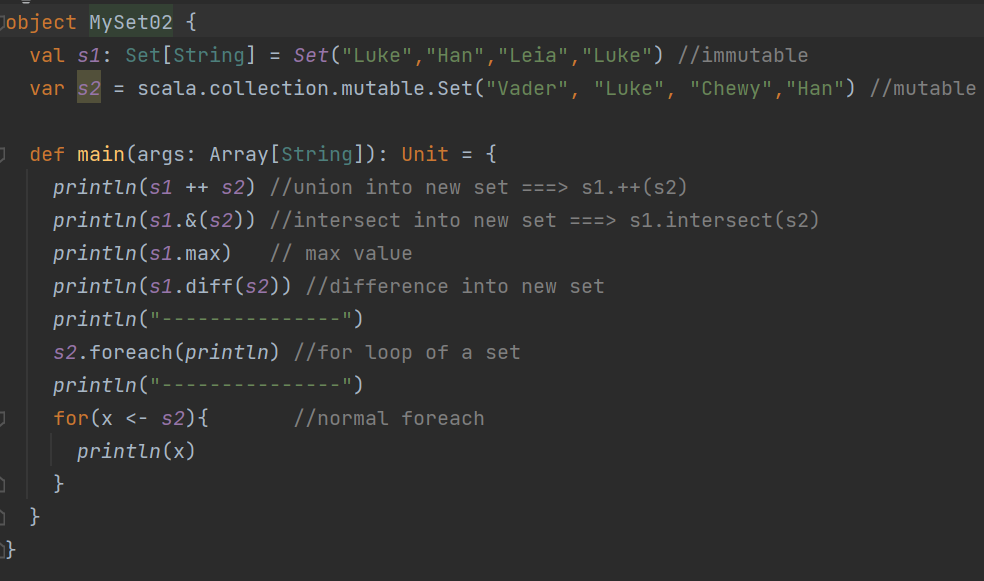 object MySet02 {
  val s1: Set[String] = Set("Luke","Han","Leia","Luke") //immutable
  var s2 = scala.collection.mutable.Set("Vader", "Luke", "Chewy","Han") //mutable

  def main(args: Array[String]): Unit = {
    println(s1 ++ s2) //union into new set ===> s1.++(s2)
    println(s1.&(s2)) //intersect into new set ===> s1.intersect(s2)
    println(s1.max)   // max value
    println(s1.diff(s2)) //difference into new set
    println("---------------")
    s2.foreach(println) //for loop of a set
    println("---------------")
    for(x <- s2){       //normal foreach
      println(x)
    }
  }
}